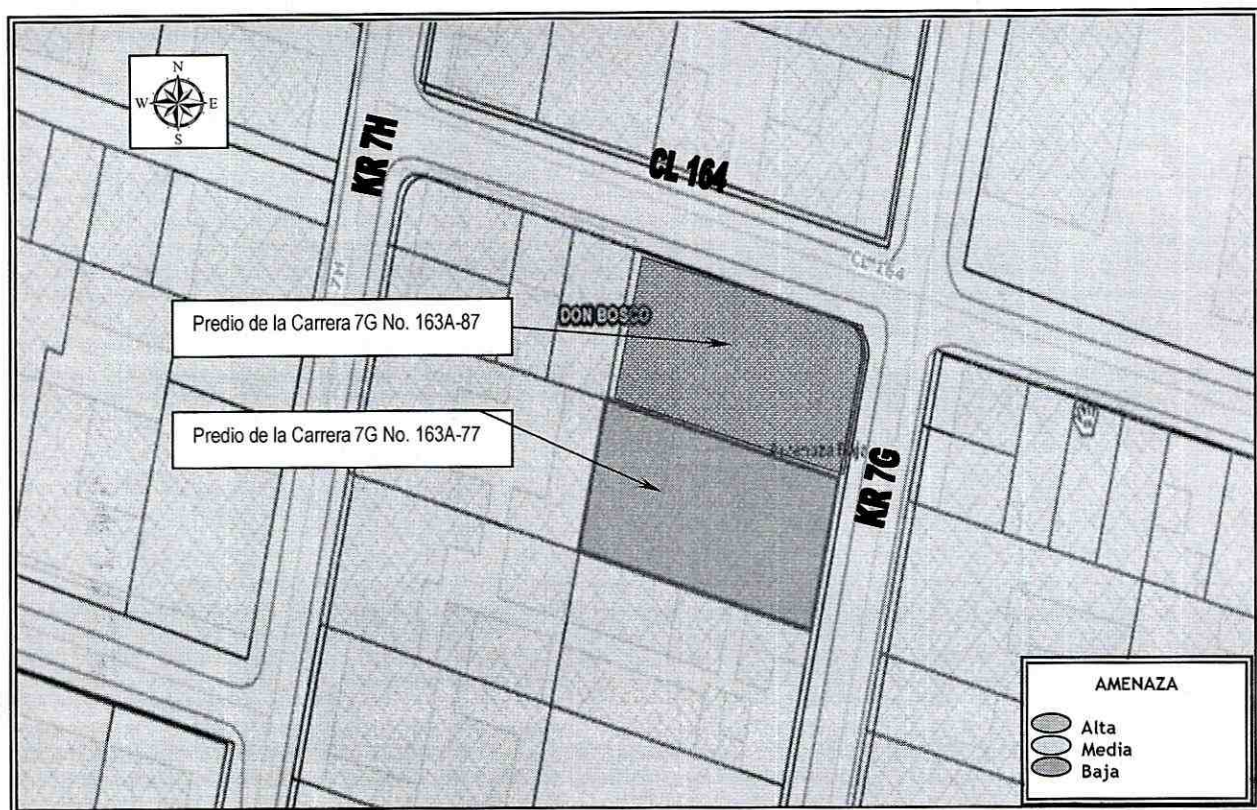 N
W E
S
KR 7H
CL 164
CL 164
7H
DON BOSCO
Predio de la Carrera 7G No. 163A-87
Predio de la Carrera 7G No. 163A-77
KR 7G
AMENAZA
Alta
Media
Baja